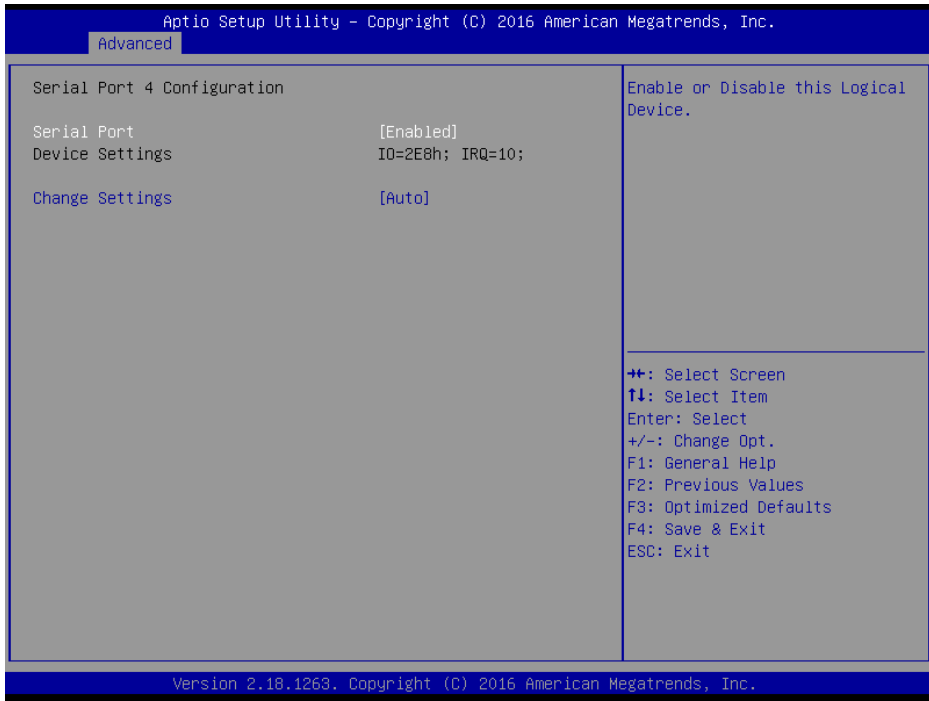 Aptio Setup Utility – Copyright (C) 2016 American Megatrends, Inc.
Advanced
Serial Port 4 Configuration
Serial Port [Enabled]
Device Settings IO=2E8h; IRQ=10;
Change Settings [Auto]
Enable or Disable this Logical
Device.
→←: Select Screen
↑↓: Select Item
Enter: Select
+/-: Change Opt.
F1: General Help
F2: Previous Values
F3: Optimized Defaults
F4: Save & Exit
ESC: Exit
Version 2.18.1263. Copyright (C) 2016 American Megatrends, Inc.